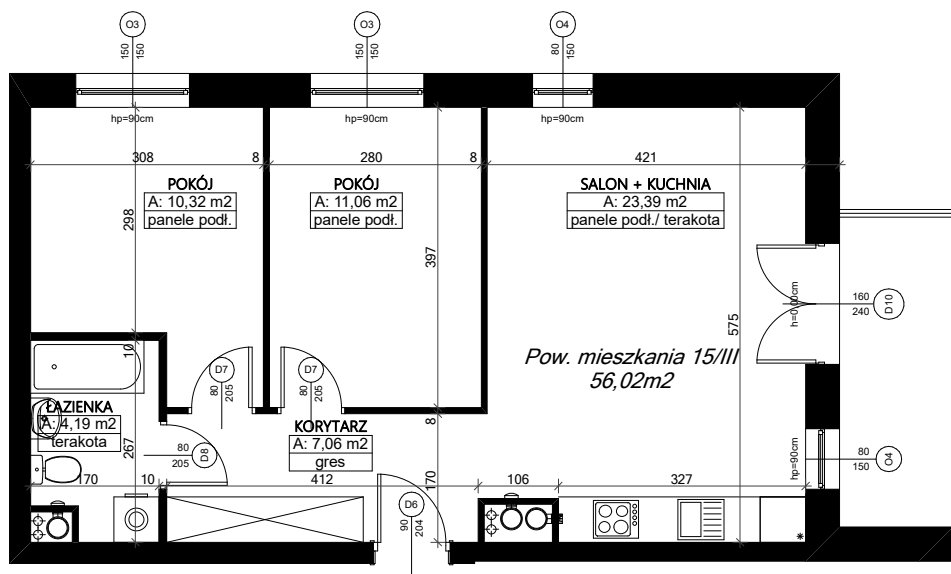 O3
O3
O4
150
150
150
150
80
150
hp=90cm
hp=90cm
hp=90cm
308
8
280
8
421
POKÓJ
A: 10,32 m2
panele podł.
POKÓJ
A: 11,06 m2
panele podł.
SALON + KUCHNIA
A: 23,39 m2
panele podł./ terakota
298
397
575
h=0,00cm
160
240
D10
Pow. mieszkania 15/III
56,02m2
10
D7
80
205
D7
80
205
ŁAZIENKA
A: 4,19 m2
terakota
267
80
205
D8
KORYTARZ
A: 7,06 m2
gres
8
170
hp=90cm
80
150
O4
170
10
412
106
327
D6
90
204